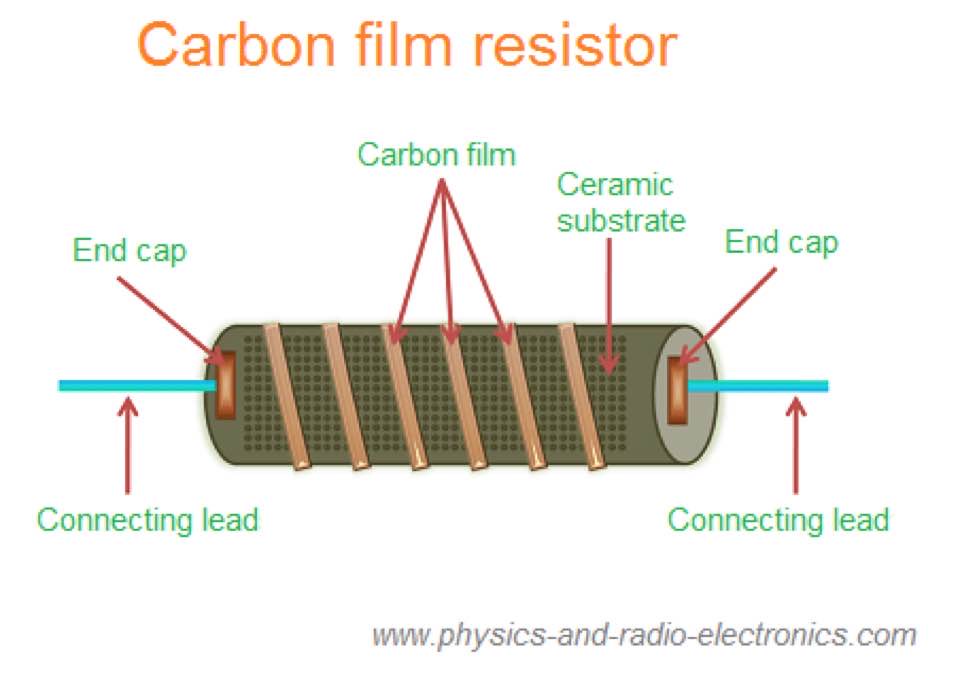 Carbon film resistor
Carbon film
Ceramic
substrate
End cap
End cap
Connecting lead
Connecting lead
www.physics-and-radio-electronics.com